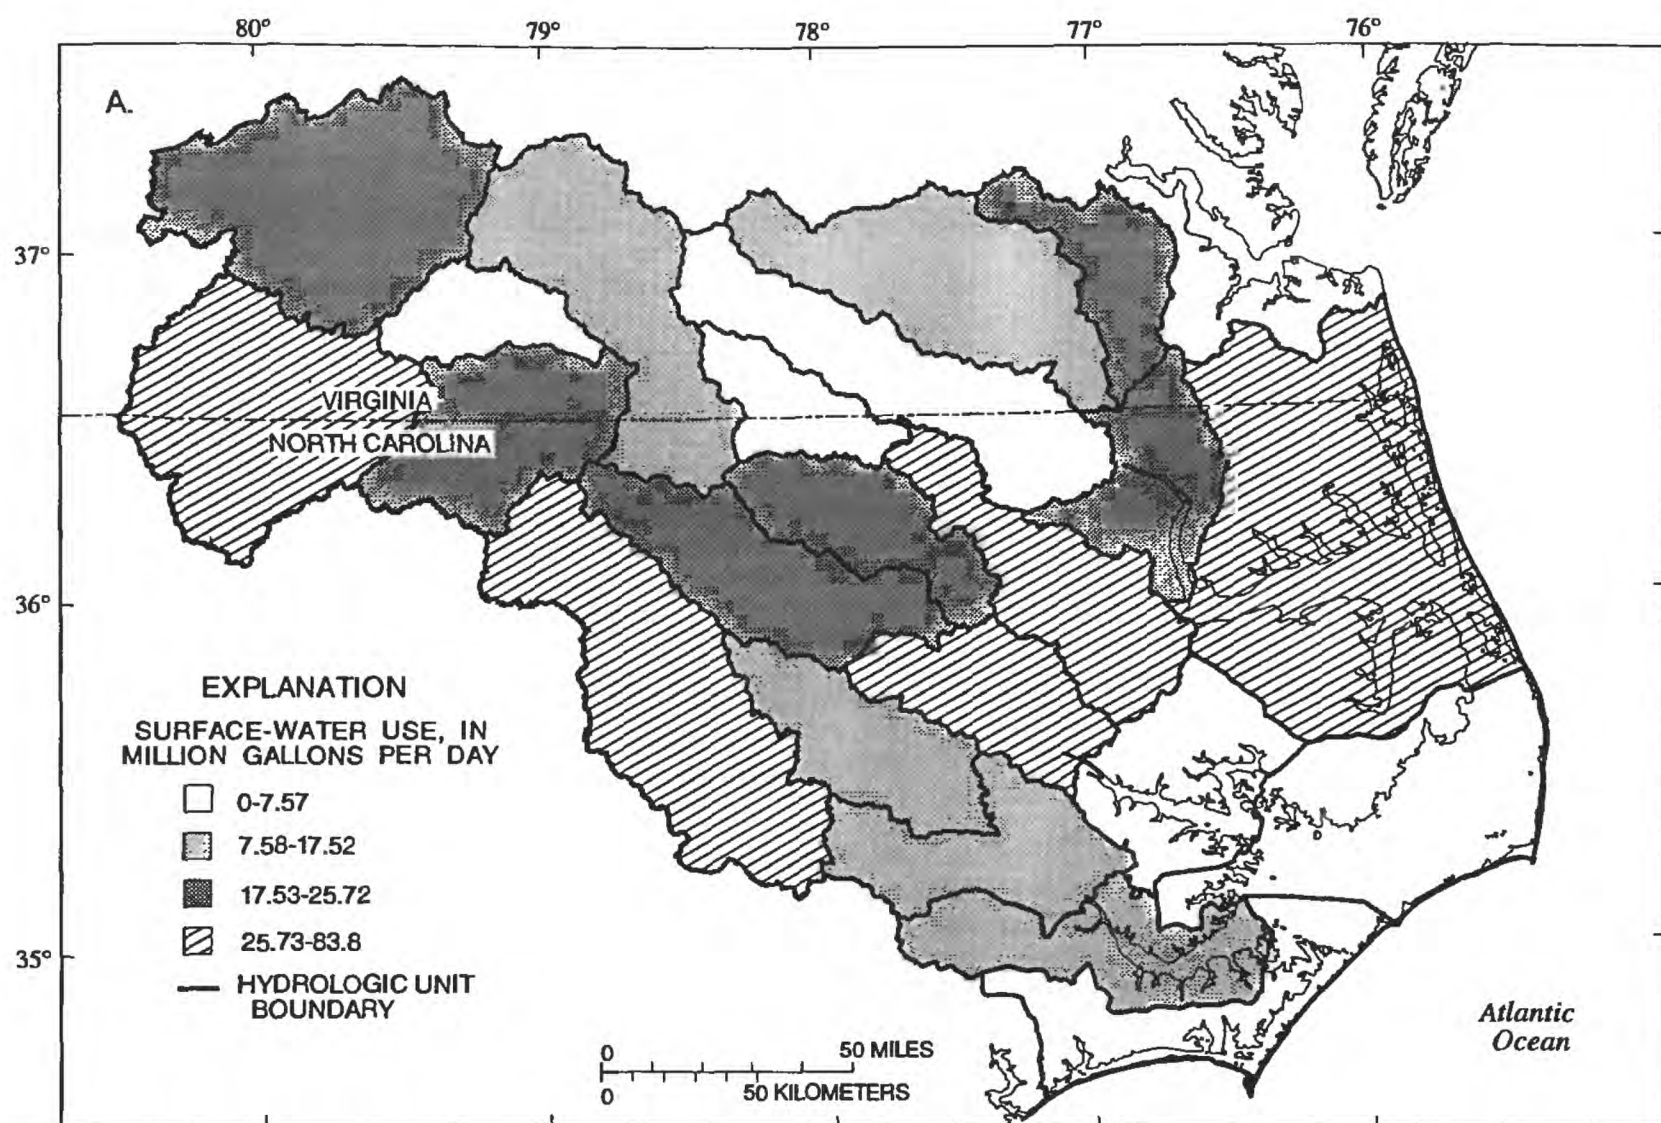 80° 79° 78° 77° 76°
A.
37°
VIRGINIA
NORTH CAROLINA
36°
EXPLANATION
SURFACE-WATER USE, IN
MILLION GALLONS PER DAY
0-7.57
7.58-17.52
17.53-25.72
25.73-83.8
35°
HYDROLOGIC UNIT
BOUNDARY
Atlantic
Ocean
0 50 MILES
0 50 KILOMETERS